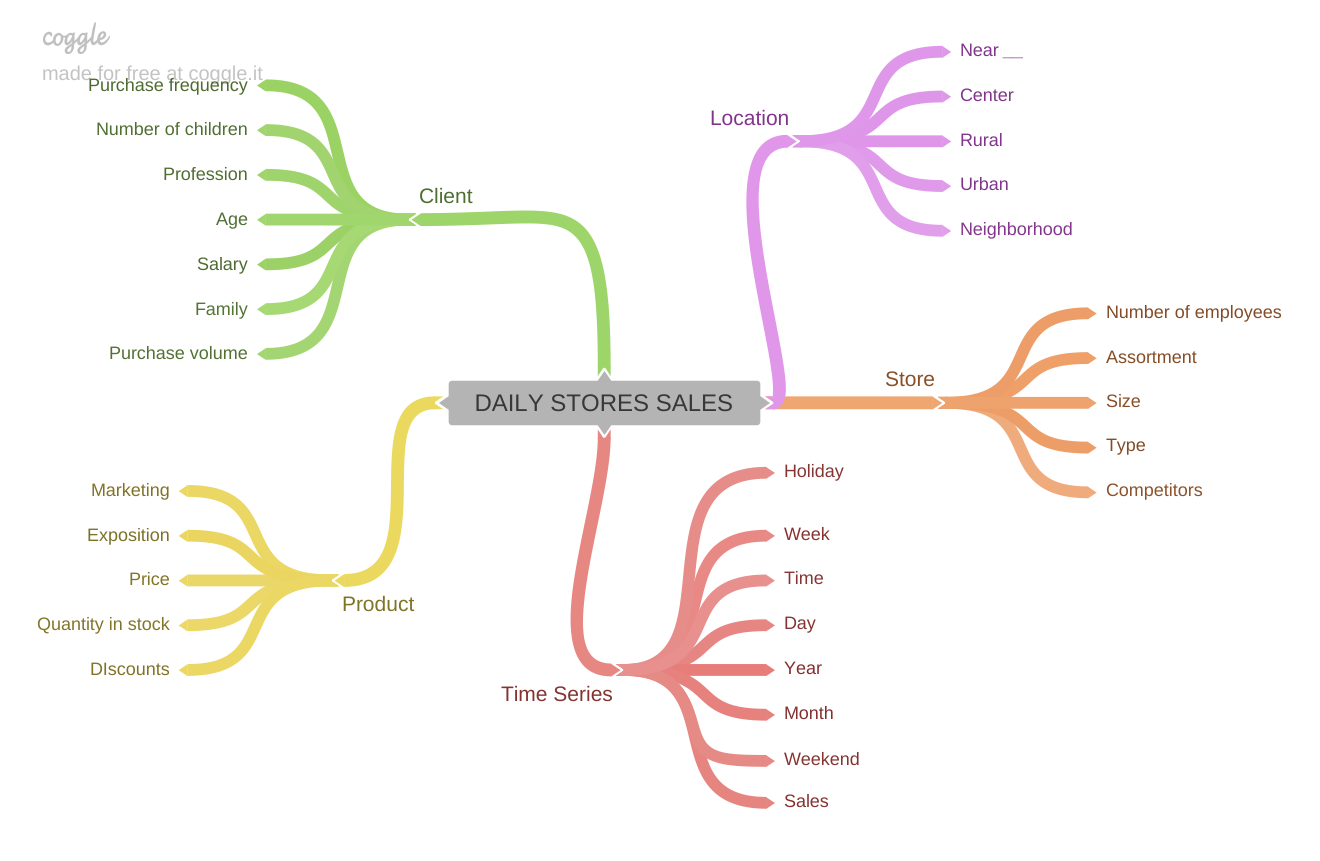 coggle
made for free at coggle.it
Purchase frequency
Number of children
Profession
Age
Salary
Family
Purchase volume
Client
Location
Near __
Center
Rural
Urban
Neighborhood
DAILY STORES SALES
Store
Number of employees
Assortment
Size
Type
Competitors
Marketing
Exposition
Price
Quantity in stock
DIscounts
Product
Time Series
Holiday
Week
Time
Day
Year
Month
Weekend
Sales